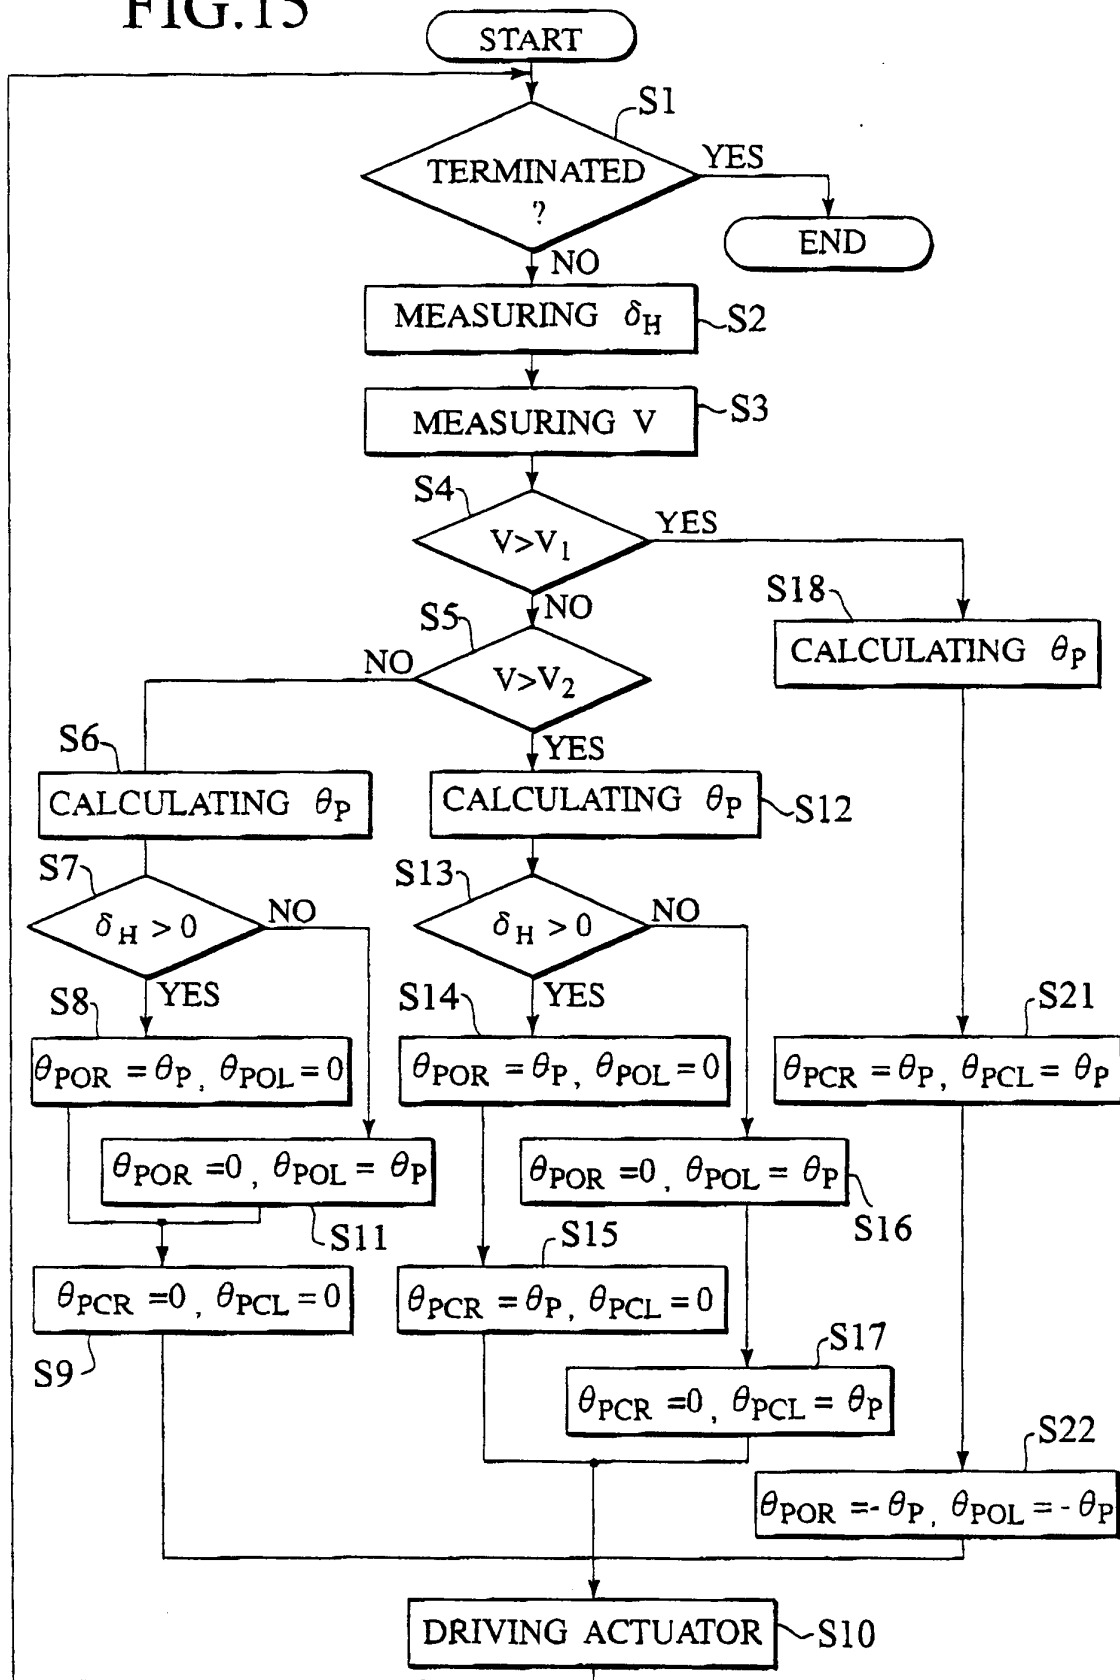 FIG.15
START
S1
TERMINATED
?
YES
END
NO
MEASURING δH
S2
MEASURING V
S3
S4
V>V1
YES
NO
S18
CALCULATING θP
S5
V>V2
NO
YES
S6
CALCULATING θP
CALCULATING θP
S12
S7
δH > 0
NO
YES
S13
δH > 0
NO
YES
S8
θPOR = θP, θPOL = 0
S14
θPOR = θP, θPOL = 0
S21
θPCR = θP, θPCL = θP
θPOR =0, θPOL = θP
S11
θPOR =0, θPOL = θP
S16
θPCR =0, θPCL = 0
S9
S15
θPCR = θP, θPCL = 0
S17
θPCR =0, θPCL = θP
S22
θPOR =- θP, θPOL = - θP
DRIVING ACTUATOR
S10